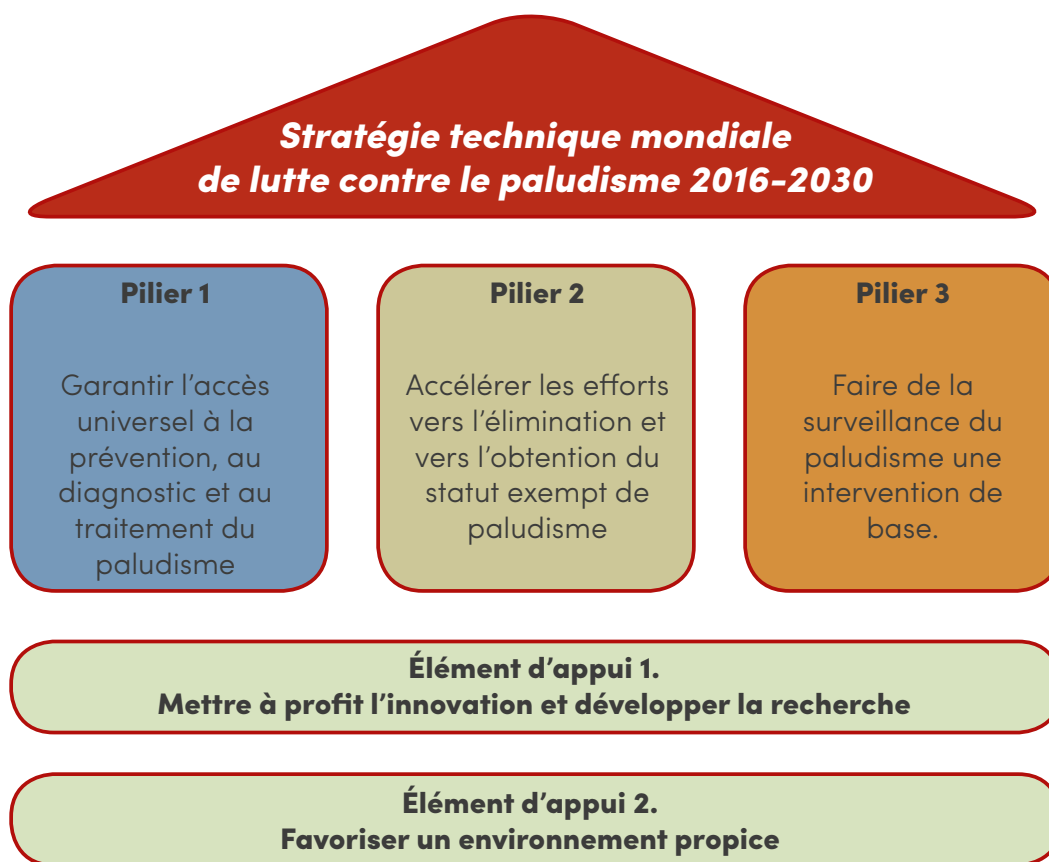 Stratégie technique mondiale
de lutte contre le paludisme 2016-2030
Pilier 1
Garantir l’accès
universel à la
prévention, au
diagnostic et au
traitement du
paludisme
Pilier 2
Accélérer les efforts
vers l’élimination et
vers l’obtention du
statut exempt de
paludisme
Pilier 3
Faire de la
surveillance du
paludisme une
intervention de
base.
Élément d’appui 1.
Mettre à profit l’innovation et développer la recherche
Élément d’appui 2.
Favoriser un environnement propice